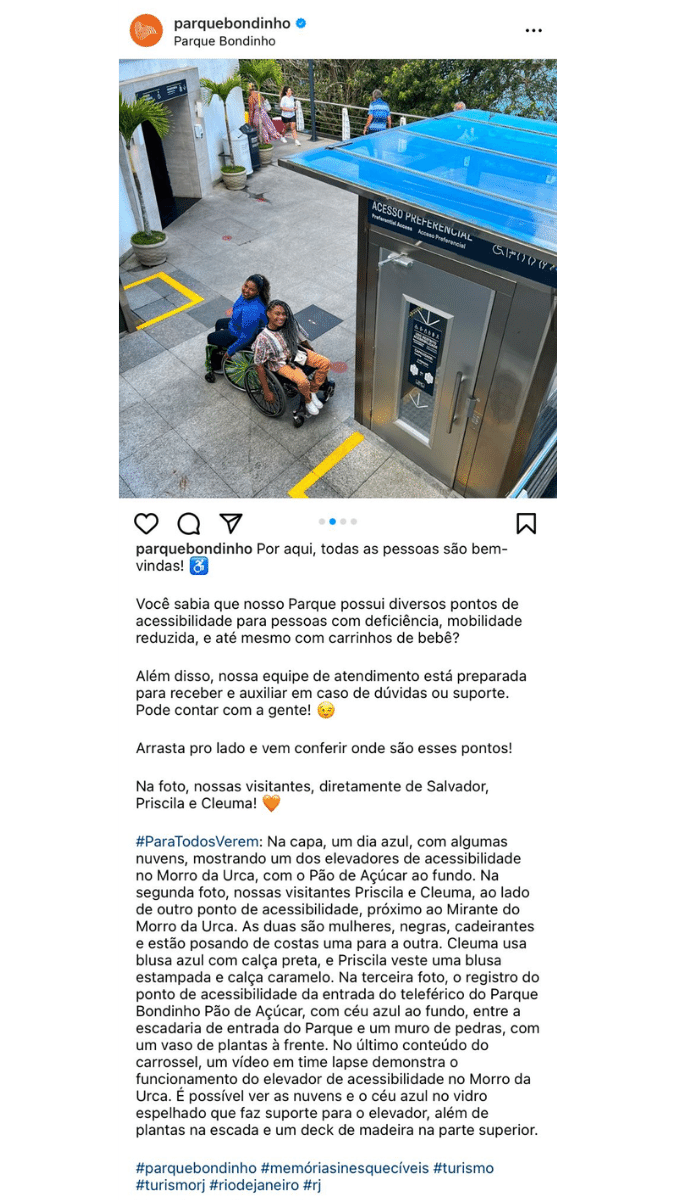 parquebondinho
Parque Bondinho
ACESSO PREFERENCIAL
Preferential Access Acceso Preferencial
parquebondinho Por aqui, todas as pessoas são bem-
vindas! ♿
Você sabia que nosso Parque possui diversos pontos de
acessibilidade para pessoas com deficiência, mobilidade
reduzida, e até mesmo com carrinhos de bebê?
Além disso, nossa equipe de atendimento está preparada
para receber e auxiliar em caso de dúvidas ou suporte.
Pode contar com a gente! 😉
Arrasta pro lado e vem conferir onde são esses pontos!
Na foto, nossas visitantes, diretamente de Salvador,
Priscila e Cleuma! 🧡
#ParaTodosVerem: Na capa, um dia azul, com algumas
nuvens, mostrando um dos elevadores de acessibilidade
no Morro da Urca, com o Pão de Açúcar ao fundo. Na
segunda foto, nossas visitantes Priscila e Cleuma, ao lado
de outro ponto de acessibilidade, próximo ao Mirante do
Morro da Urca. As duas são mulheres, negras, cadeirantes
e estão posando de costas uma para a outra. Cleuma usa
blusa azul com calça preta, e Priscila veste uma blusa
estampada e calça caramelo. Na terceira foto, o registro do
ponto de acessibilidade da entrada do teleférico do Parque
Bondinho Pão de Açúcar, com céu azul ao fundo, entre a
escadaria de entrada do Parque e um muro de pedras, com
um vaso de plantas à frente. No último conteúdo do
carrossel, um vídeo em time lapse demonstra o
funcionamento do elevador de acessibilidade no Morro da
Urca. É possível ver as nuvens e o céu azul no vidro
espelhado que faz suporte para o elevador, além de
plantas na escada e um deck de madeira na parte superior.
#parquebondinho #memóriasinesquecíveis #turismo
#turismorj #riodejaneiro #rj